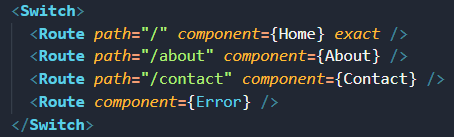 <Switch>
<Route path="/" component={Home} exact />
<Route path="/about" component={About} />
<Route path="/contact" component={Contact} />
<Route component={Error} />
</Switch>